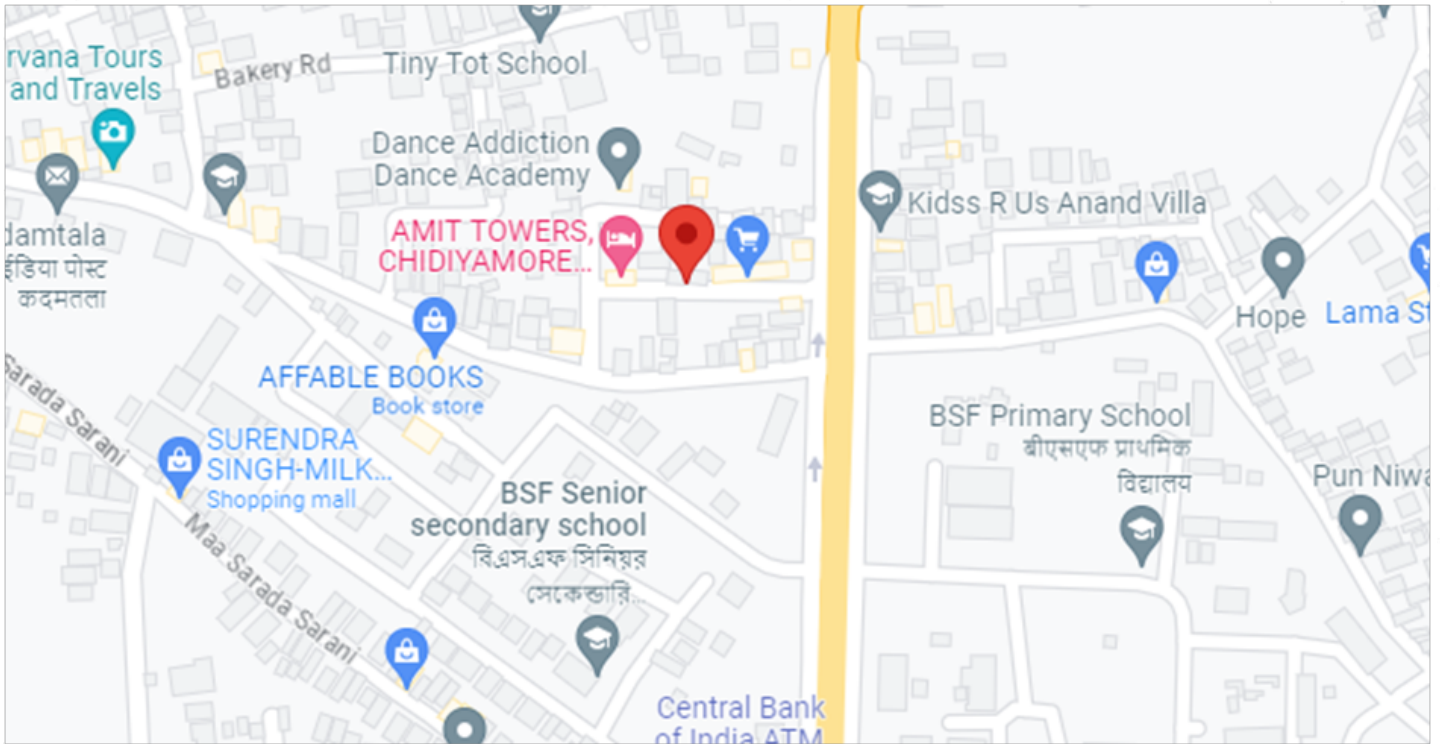 rvana Tours
and Travels
Bakery Rd
Tiny Tot School
Dance Addiction
Dance Academy
AMIT TOWERS,
CHIDIYAMORE...
Kidss R Us Anand Villa
damtala
इंडिया पोस्ट
कदमतला
Hope
Lama St
AFFABLE BOOKS
Book store
Sarada Sarani
SURENDRA
SINGH-MILK...
Shopping mall
BSF Primary School
बीएसएफ प्राथमिक
विद्यालय
Pun Niwa
BSF Senior
secondary school
বিএসএফ সিনিয়র
সেকেন্ডারি...
Maa Sarada Sarani
Central Bank
of India ATM